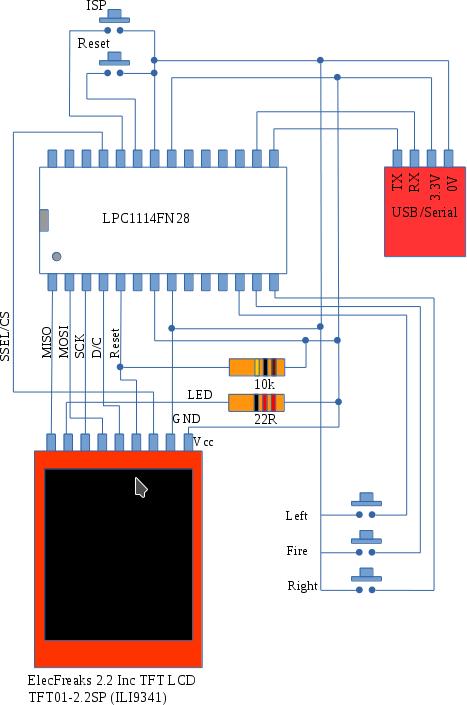 ISP
Reset
TX
RX
3.3V
0V
USB/Serial
LPC1114FN28
SSEL/CS
MISO
MOSI
SCK
D/C
Reset
10k
LED
22R
GND
Vcc
Left
Fire
Right
ElecFreaks 2.2 Inc TFT LCD
TFT01-2.2SP (ILI9341)